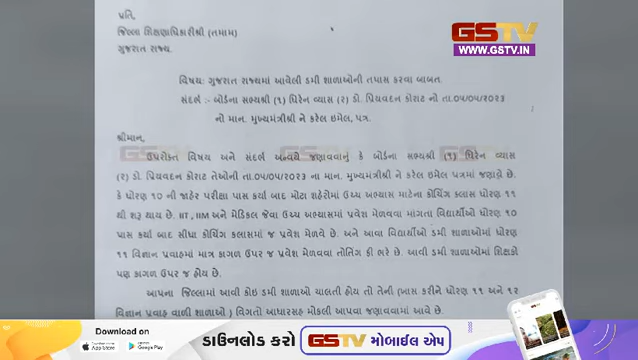 પ્રતિ,
જિલ્લા શિક્ષણાધિકારીશ્રી (તમામ)
ગુજરાત રાજ્ય.
GSTV
WWW.GSTV.IN
વિષય: ગુજરાત રાજ્યમાં આવેલી ડમી શાળાઓની તપાસ કરવા બાબત.
સંદર્ભ :- બોર્ડના સભ્યશ્રી (૧) ધિરેન વ્યાસ (૨) ડો. પ્રિયવદન કોરાટ નો તા.૦૫/૦૫/૨૦૨૩
નો માન. મુખ્યમંત્રીશ્રી ને કરેલ ઇમેલ, પત્ર.
શ્રીમાન,
ઉપરોક્ત વિષય અને સંદર્ભ અન્વયે જણાવવાનું કે બોર્ડના સભ્યશ્રી (૧) ધિરેન વ્યાસ
(૨) ડો. પ્રિયવદન કોરાટ તેઓની તા.૦૫/૦૫/૨૦૨૩ ના માન. મુખ્યમંત્રીશ્રી ને કરેલ ઇમેલ પત્રમાં જણાવે છે.
કે ધોરણ ૧૦ ની જાહેર પરીક્ષા પાસ કર્યા બાદ મોટા શહેરોમાં ઉચ્ચ અભ્યાસ માટેના કોચિંગ ક્લાસ ધોરણ ૧૧
થી શરૂ થાય છે. IIT , IIM અને મેડિકલ જેવા ઉચ્ચ અભ્યાસમાં પ્રવેશ મેળવવા માંગતા વિદ્યાર્થીઓ ધોરણ ૧૦
પાસ કર્યા બાદ સીધા કોચિંગ કલાસમાં જ પ્રવેશ મેળવે છે. અને આવા વિદ્યાર્થીઓ ડમી શાળાઓમાં ધોરણ
૧૧ વિજ્ઞાન પ્રવાહમાં માત્ર કાગળ ઉપર જ પ્રવેશ મેળવવા તોતિંગ ફી ભરે છે. આવી ડમી શાળાઓમાં શિક્ષકો
પણ કાગળ ઉપર જ હોય છે.
આપના જિલ્લામાં આવી કોઇ ડમી શાળાઓ ચાલતી હોય તો તેની (ખાસ કરીને ધોરણ ૧૧ અને ૧૨
વિજ્ઞાન પ્રવાહ વાળી શાળાઓ ) વિગતો આધારસહ મોકલી આપવા જણાવવામાં આવે છે.
Download on
App Store
Google Play
ડાઉનલોડ કરો GSTV મોબાઈલ એપ